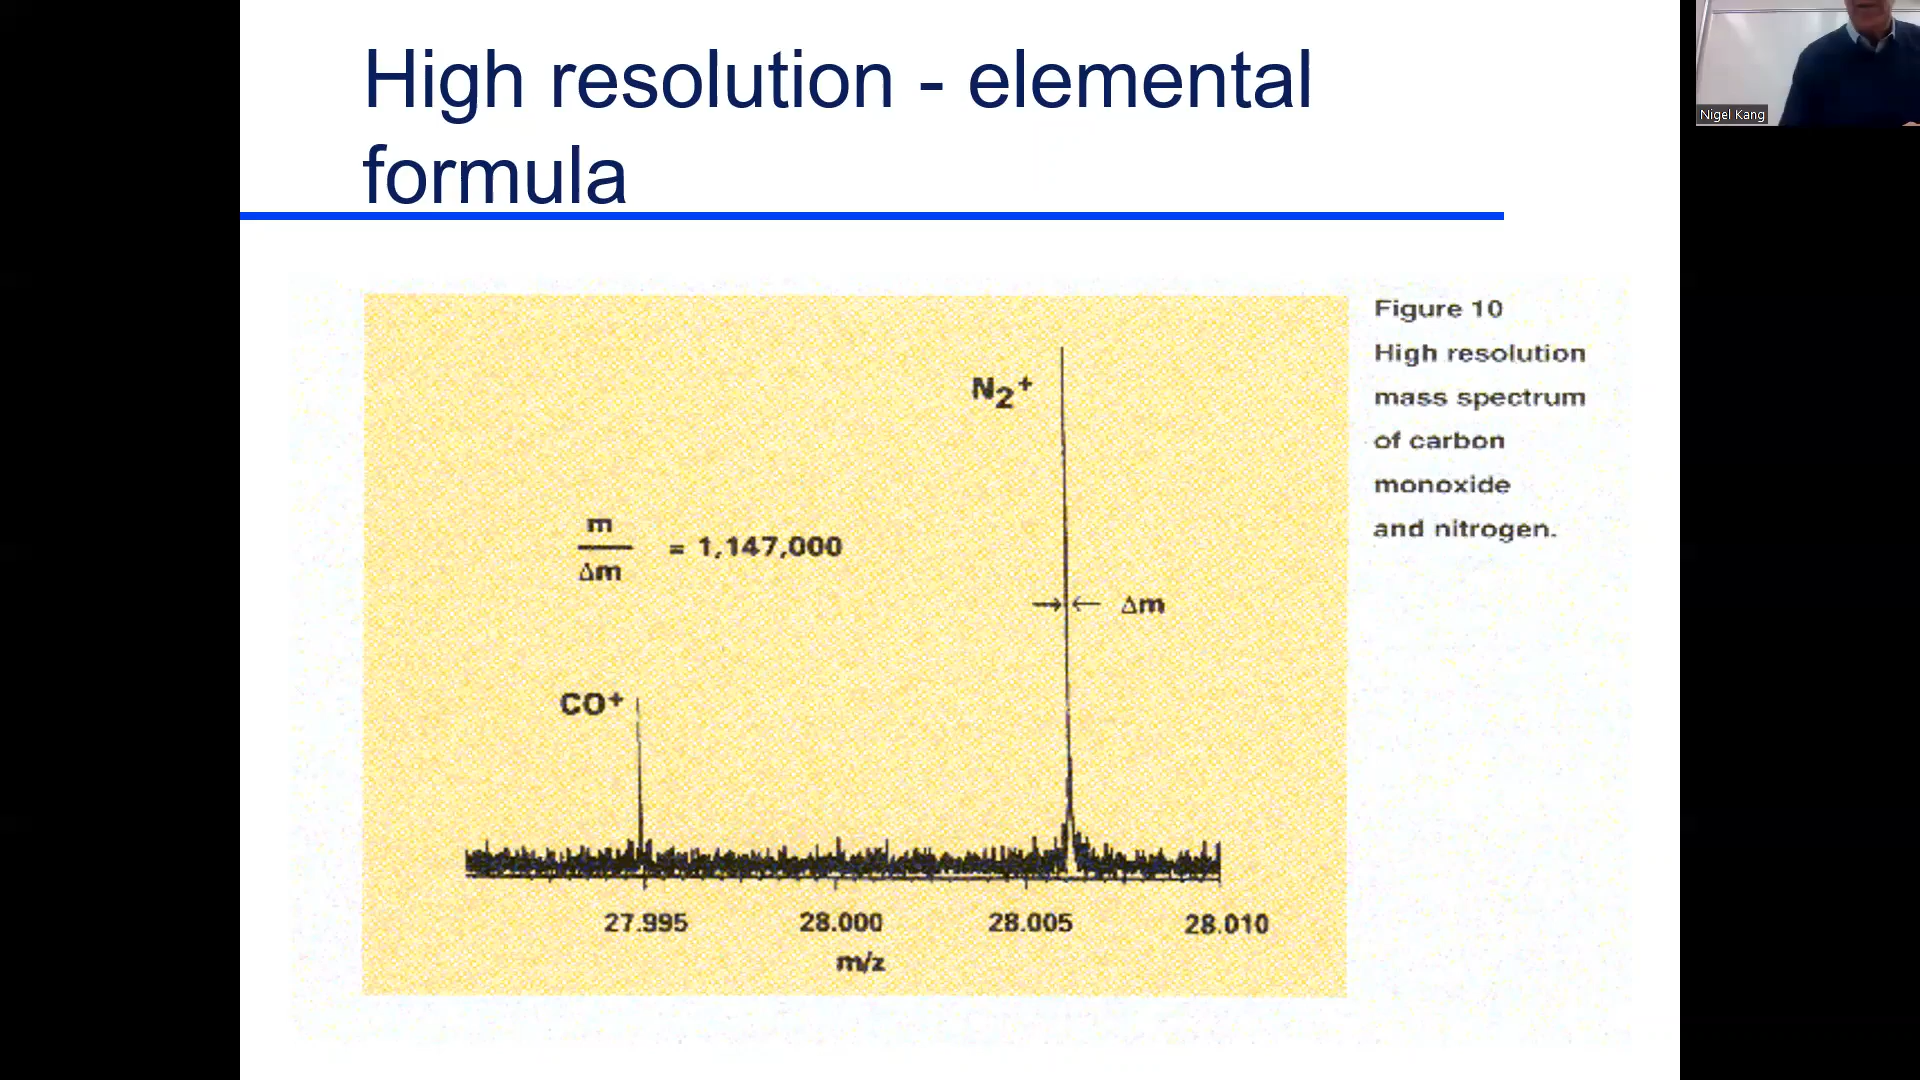 High resolution - elemental
formula
Nigel Kang
Figure 10
High resolution
mass spectrum
of carbon
monoxide
and nitrogen.
N₂⁺
m
— = 1,147,000
Δm
→ ← Δm
CO⁺
27.995 28.000 28.005 28.010
m/z